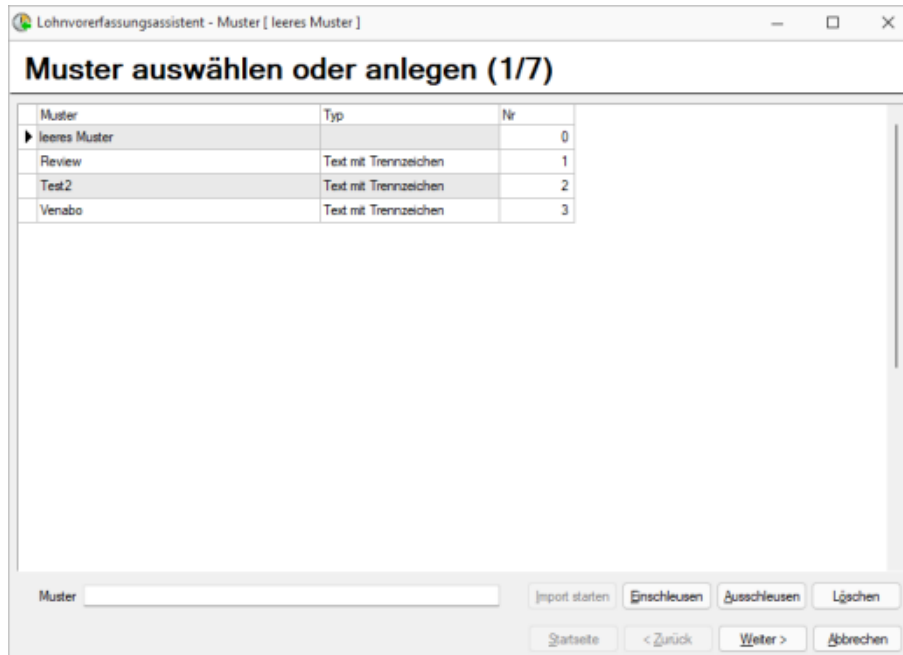 Lohnvorerfassungsassistent - Muster [ leeres Muster ]
Muster auswählen oder anlegen (1/7)
Muster Typ Nr
leeres Muster 0
Review Text mit Trennzeichen 1
Test2 Text mit Trennzeichen 2
Venabo Text mit Trennzeichen 3
Muster Import starten Einschleusen Ausschleusen Löschen
Startseite < Zurück Weiter > Abbrechen